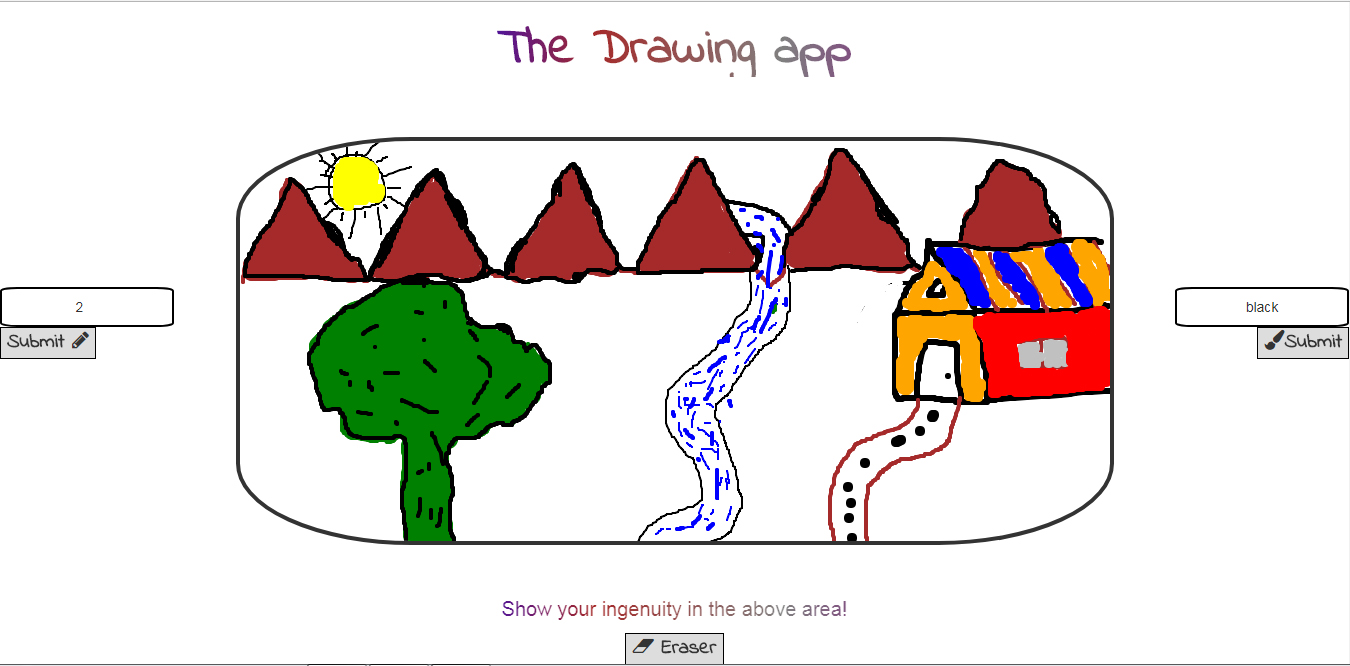 The Drawing app
2
Submit
black
Submit
Show your ingenuity in the above area!
Eraser